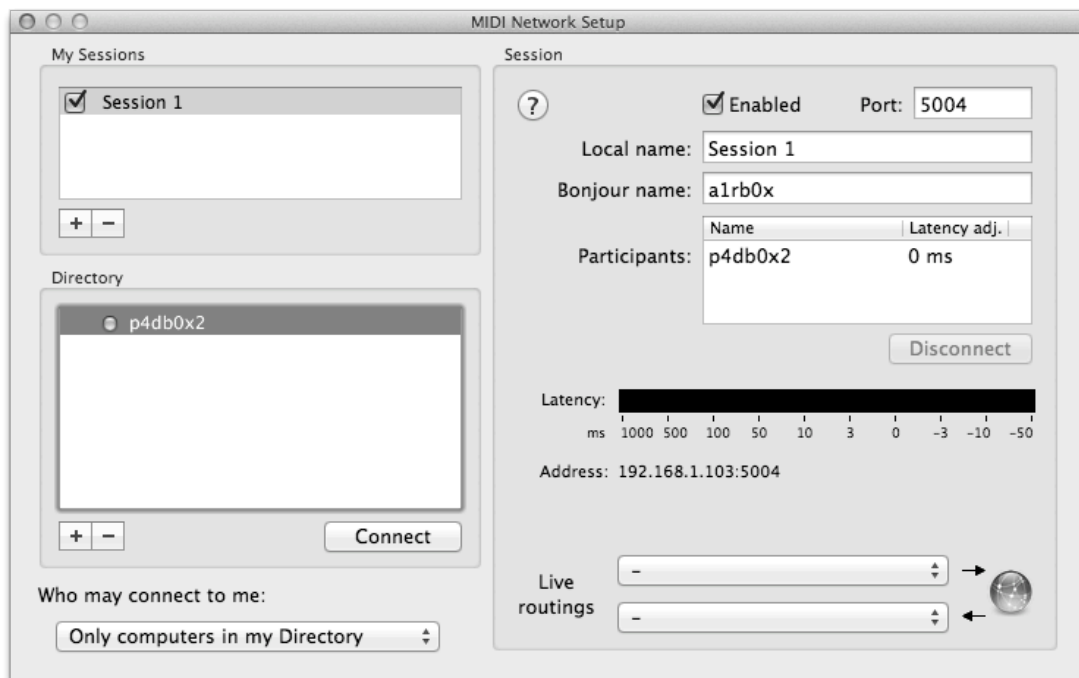 MIDI Network Setup
My Sessions
Session 1
+ −
Directory
p4db0x2
+ −
Connect
Who may connect to me:
Only computers in my Directory
Session
?
Enabled Port: 5004
Local name: Session 1
Bonjour name: a1rb0x
Name Latency adj.
Participants: p4db0x2 0 ms
Disconnect
Latency:
ms 1000 500 100 50 10 3 0 -3 -10 -50
Address: 192.168.1.103:5004
Live
routings
-
-